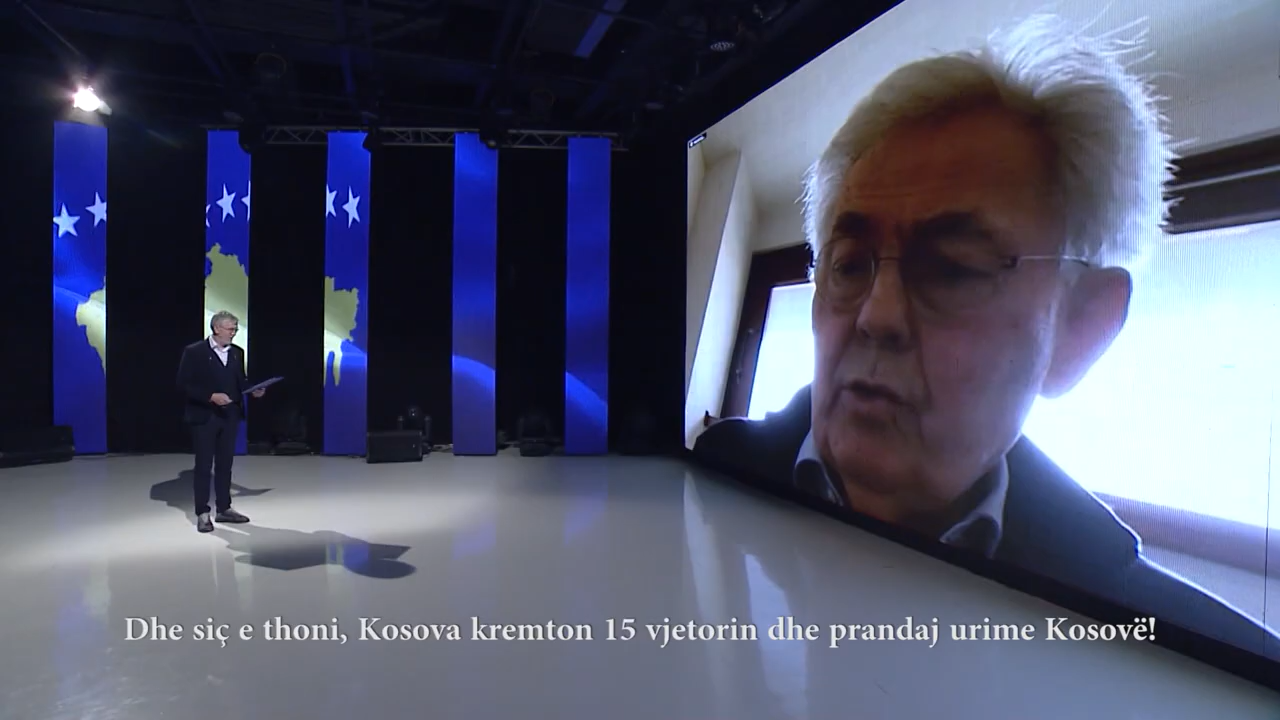 Dhe siç e thoni, Kosova kremton 15 vjetorin dhe prandaj urime Kosovë!